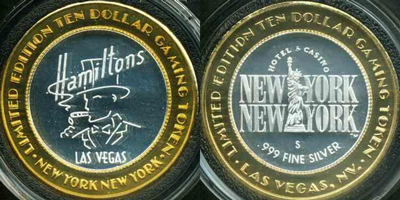 LIMITED EDITION TEN DOLLAR GAMING TOKEN
Hamiltons
LAS VEGAS
· NEW YORK NEW YORK ·
LIMITED EDITION TEN DOLLAR GAMING TOKEN
HOTEL & CASINO
NEW YORK
NEW YORK
S
.999 FINE SILVER
· LAS VEGAS, NV. ·